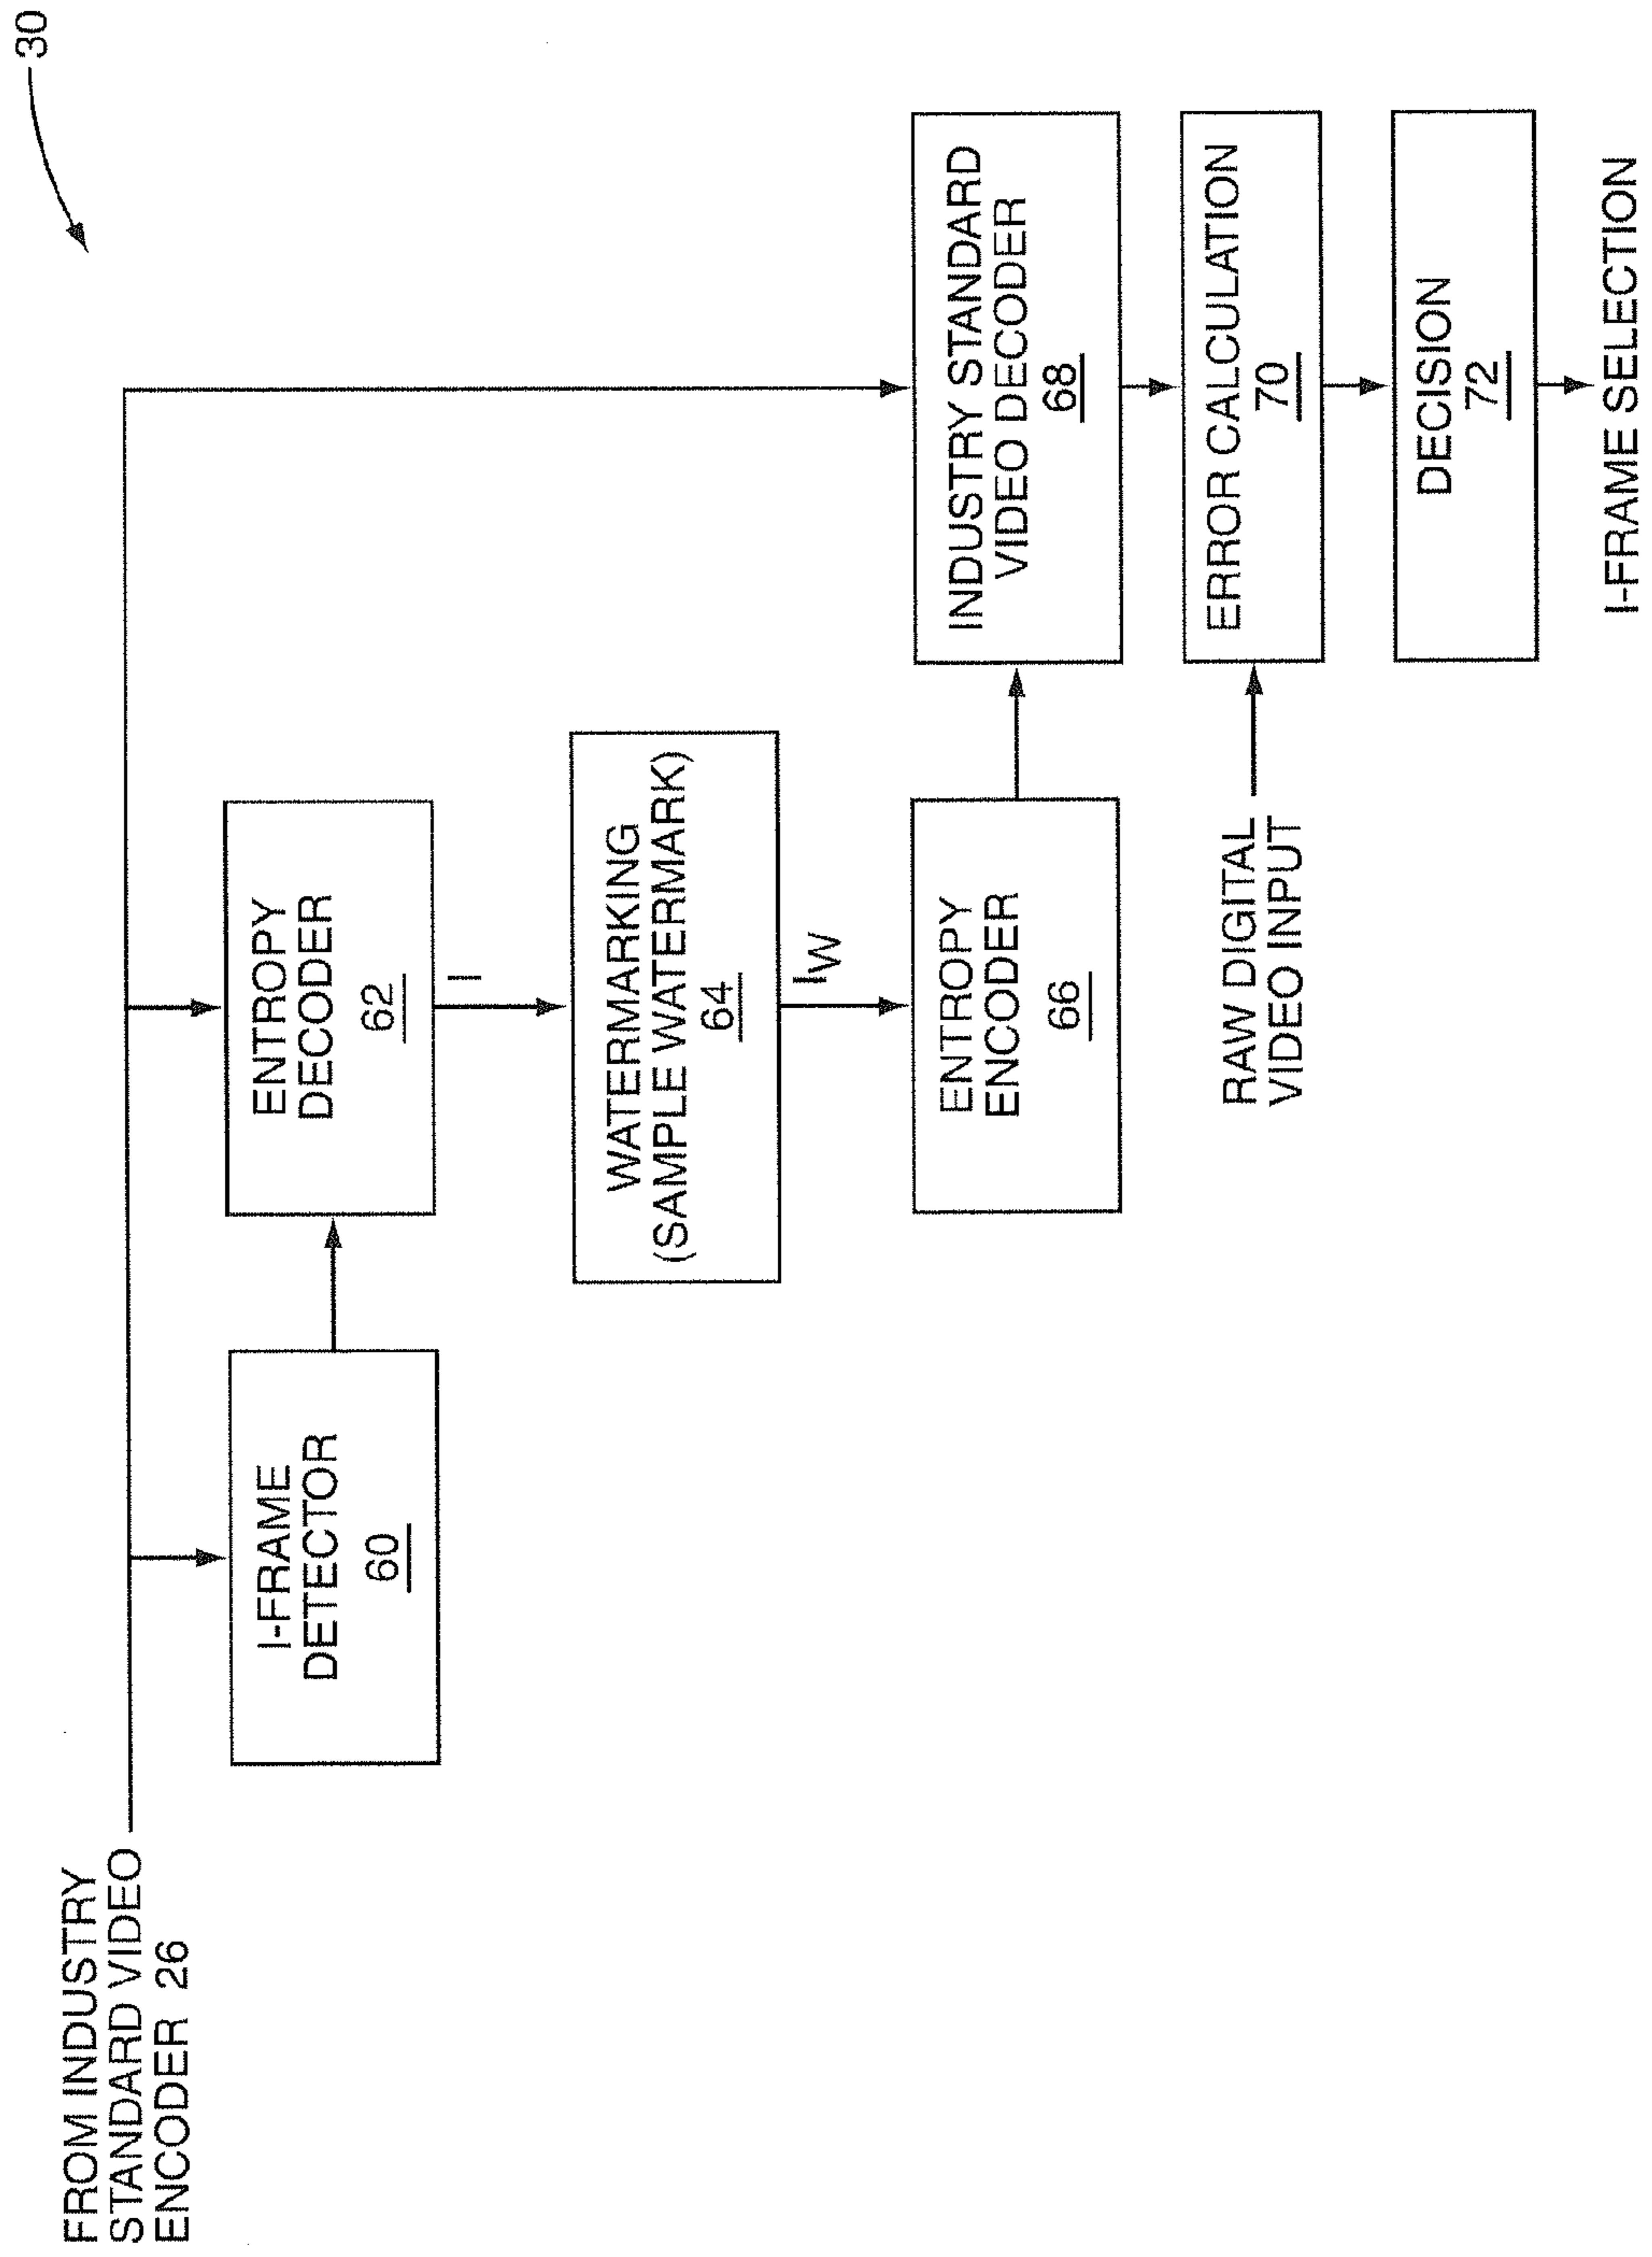 30
FROM INDUSTRY
STANDARD VIDEO
ENCODER 26
I-FRAME
DETECTOR
60
ENTROPY
DECODER
62
I
WATERMARKING
(SAMPLE WATERMARK)
64
IW
ENTROPY
ENCODER
66
INDUSTRY STANDARD
VIDEO DECODER
68
RAW DIGITAL
VIDEO INPUT
ERROR CALCULATION
70
DECISION
72
I-FRAME SELECTION